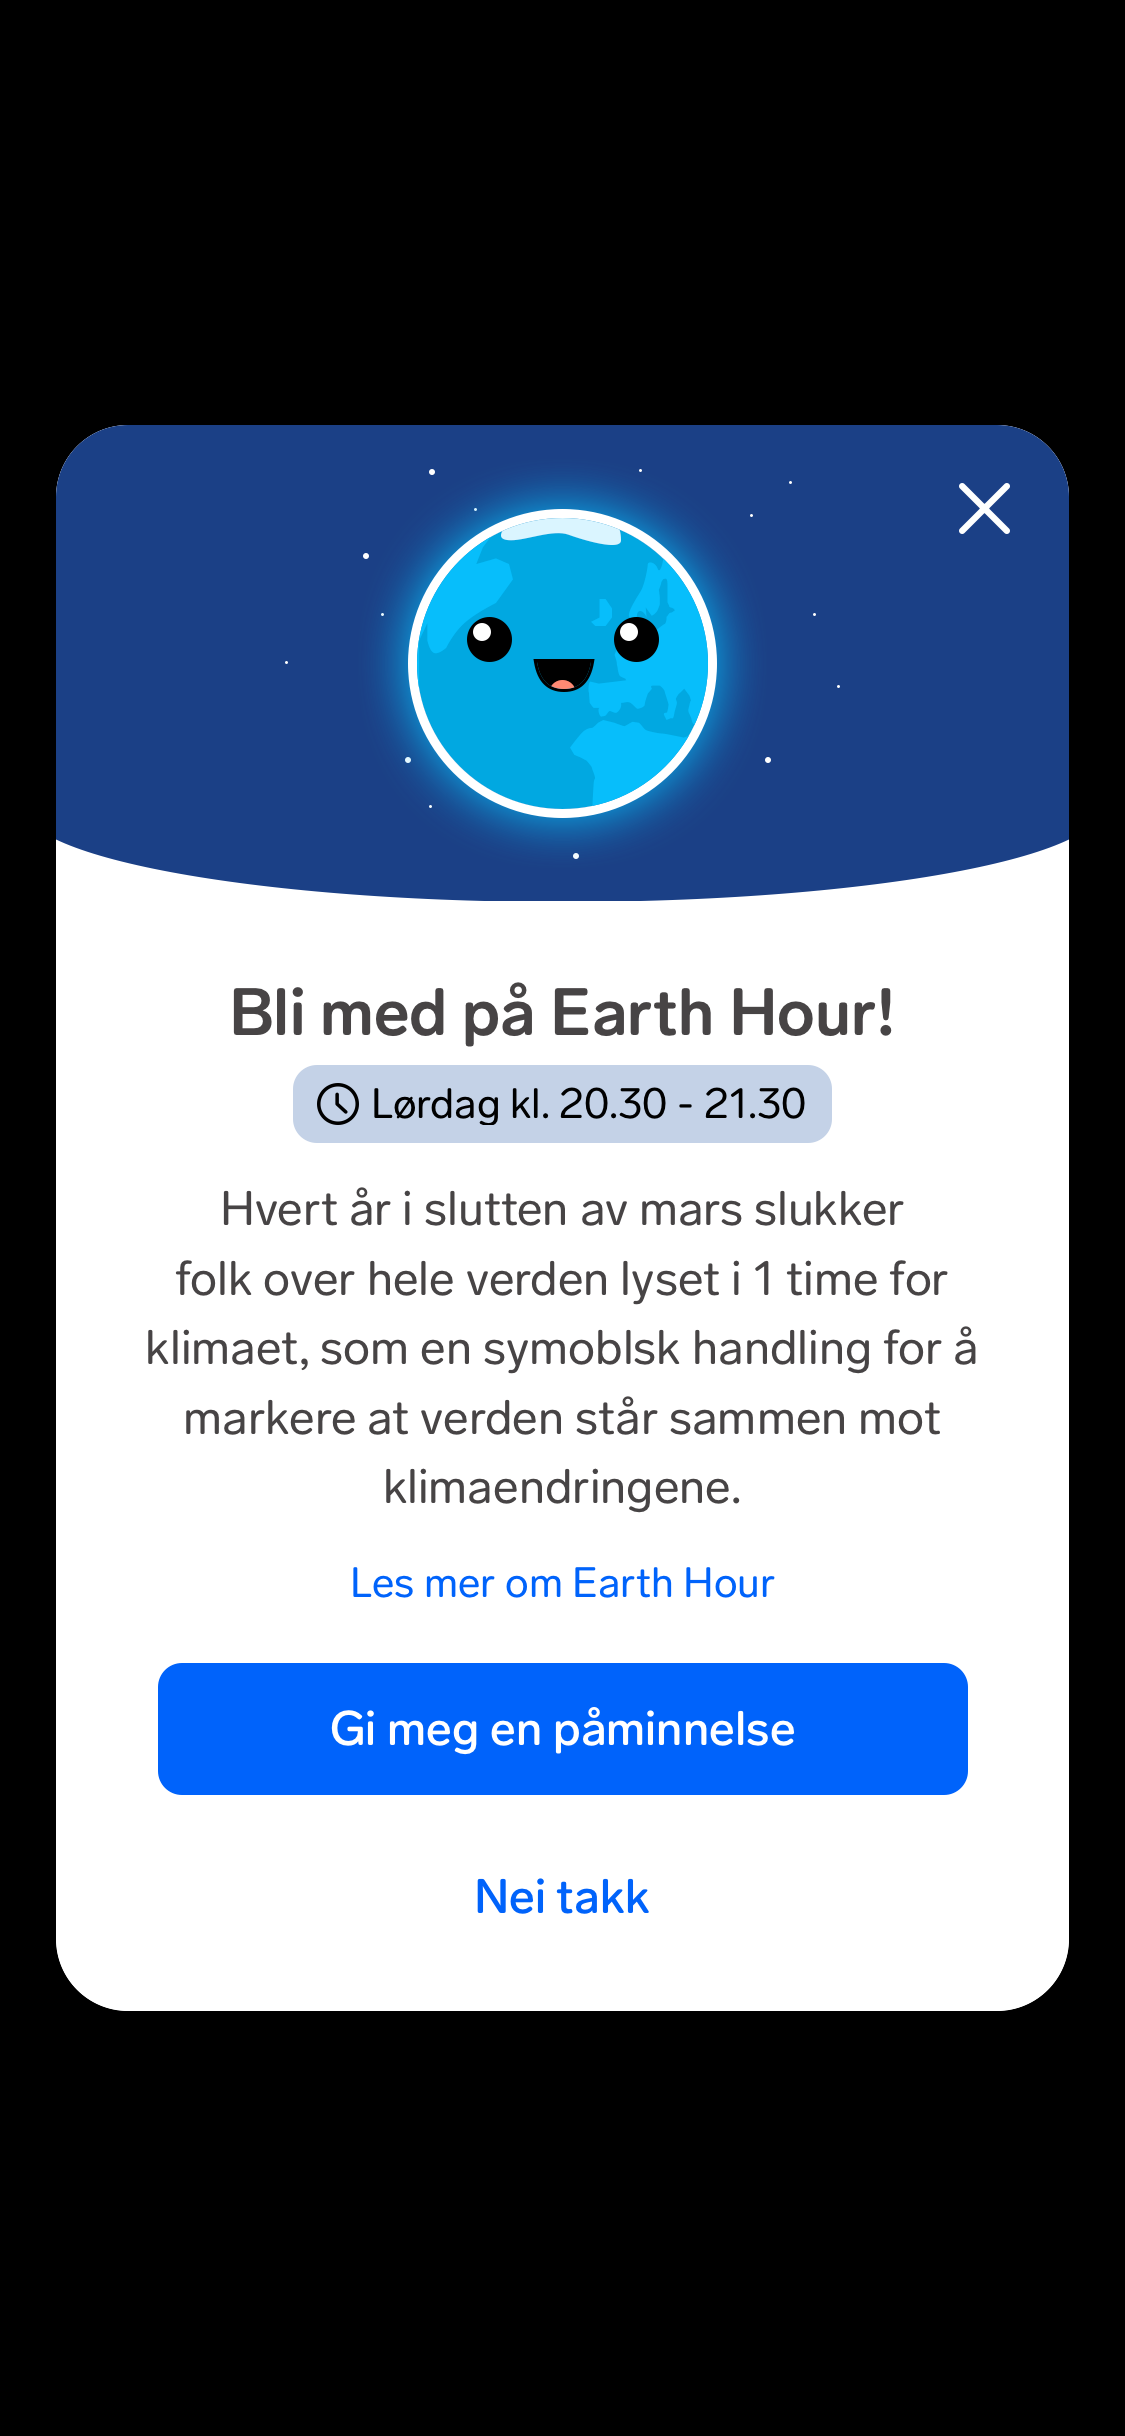 Bli med på Earth Hour!
Lørdag kl. 20.30 - 21.30
Hvert år i slutten av mars slukker
folk over hele verden lyset i 1 time for
klimaet, som en symoblsk handling for å
markere at verden står sammen mot
klimaendringene.
Les mer om Earth Hour
Gi meg en påminnelse
Nei takk